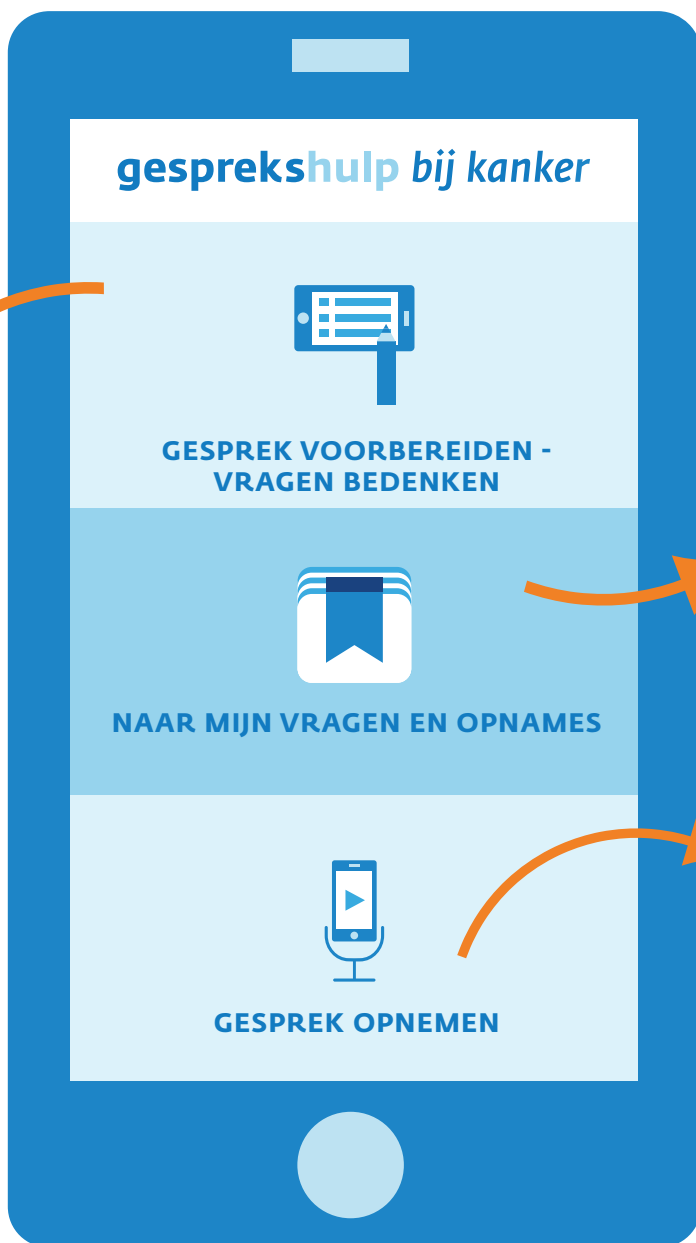 gesprekshulp bij kanker
GESPREK VOORBEREIDEN -
VRAGEN BEDENKEN
NAAR MIJN VRAGEN EN OPNAMES
GESPREK OPNEMEN